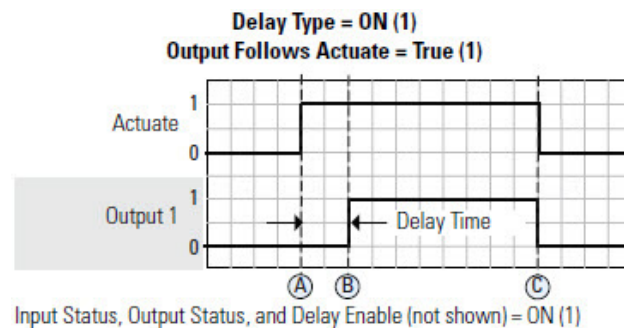 Delay Type = ON (1)
Output Follows Actuate = True (1)
Actuate
1
0
Output 1
1
0
Delay Time
A B C
Input Status, Output Status, and Delay Enable (not shown) = ON (1)